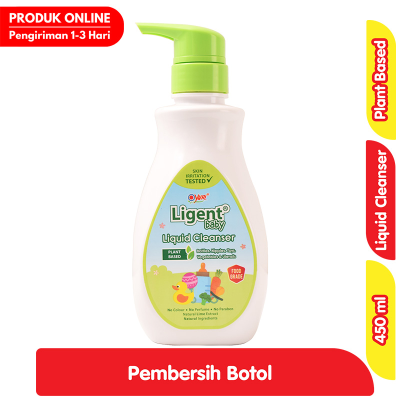 PRODUK ONLINE
Pengiriman 1-3 Hari
SKIN
IRRITATION
TESTED
Ligent®
baby
Liquid Cleanser
PLANT
BASED
FOOD
GRADE
No Colour • No Perfume • No Paraben
Natural Ingredients
Plant Based
Liquid Cleanser
450 ml
Pembersih Botol